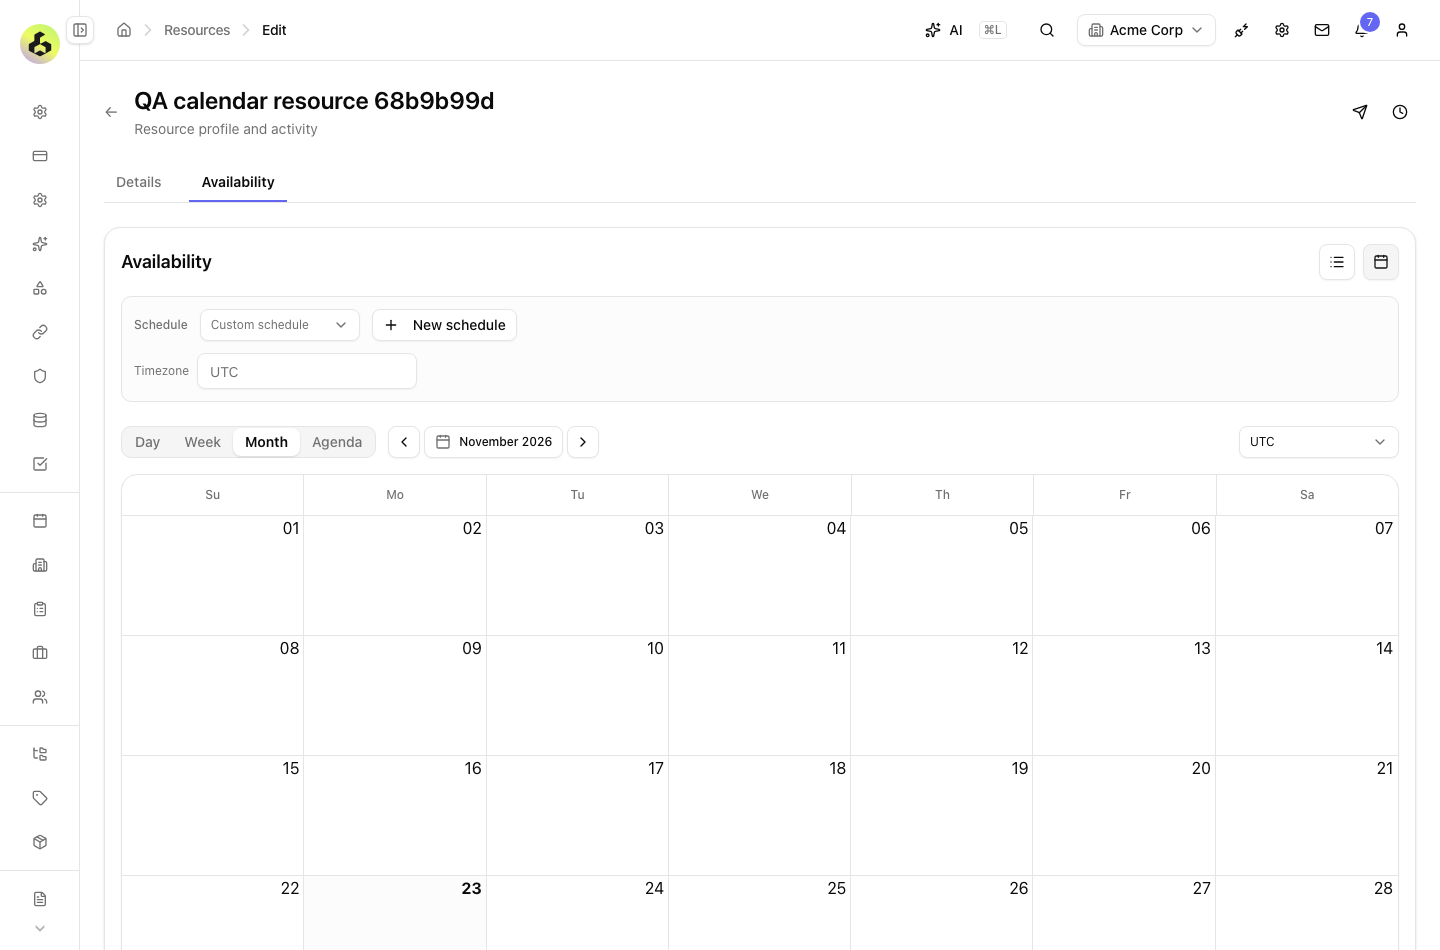 Resources Edit AI ⌘L Acme Corp 7
QA calendar resource 68b9b99d
Resource profile and activity
Details Availability
Availability
Schedule Custom schedule New schedule
Timezone UTC
Day Week Month Agenda November 2026 UTC
Su Mo Tu We Th Fr Sa
01 02 03 04 05 06 07
08 09 10 11 12 13 14
15 16 17 18 19 20 21
22 23 24 25 26 27 28